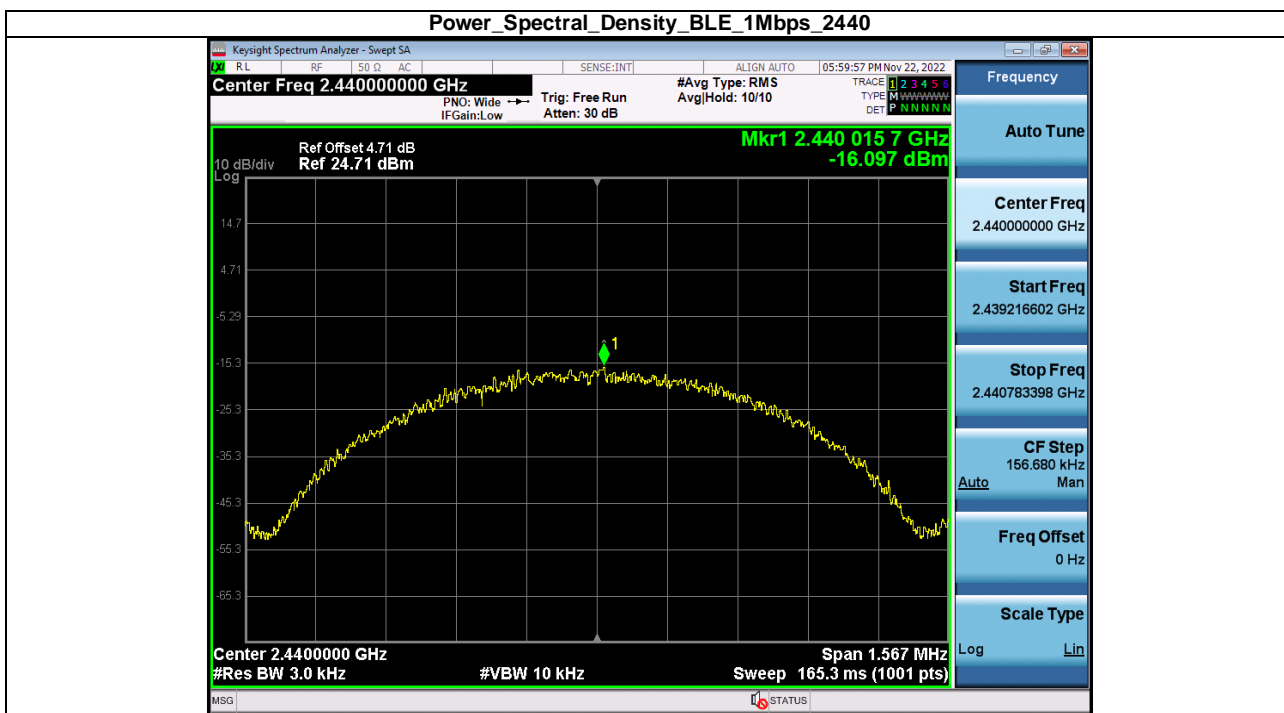 Power_Spectral_Density_BLE_1Mbps_2440
Keysight Spectrum Analyzer - Swept SA
LXI RL RF 50 Ω AC SENSE:INT ALIGN AUTO 05:59:57 PM Nov 22, 2022
Center Freq 2.440000000 GHz
PNO: Wide
IFGain:Low
Trig: Free Run
Atten: 30 dB
#Avg Type: RMS
Avg|Hold: 10/10
TRACE 1 2 3 4 5 6
TYPE M WWWWW
DET P N N N N N
Mkr1 2.440 015 7 GHz
-16.097 dBm
Ref Offset 4.71 dB
10 dB/div Ref 24.71 dBm
Log
14.7
4.71
-5.29
-15.3
-25.3
-35.3
-45.3
-55.3
-65.3
1
Center 2.4400000 GHz Span 1.567 MHz
#Res BW 3.0 kHz #VBW 10 kHz Sweep 165.3 ms (1001 pts)
MSG STATUS
Frequency
Auto Tune
Center Freq
2.440000000 GHz
Start Freq
2.439216602 GHz
Stop Freq
2.440783398 GHz
CF Step
156.680 kHz
Auto Man
Freq Offset
0 Hz
Scale Type
Log Lin